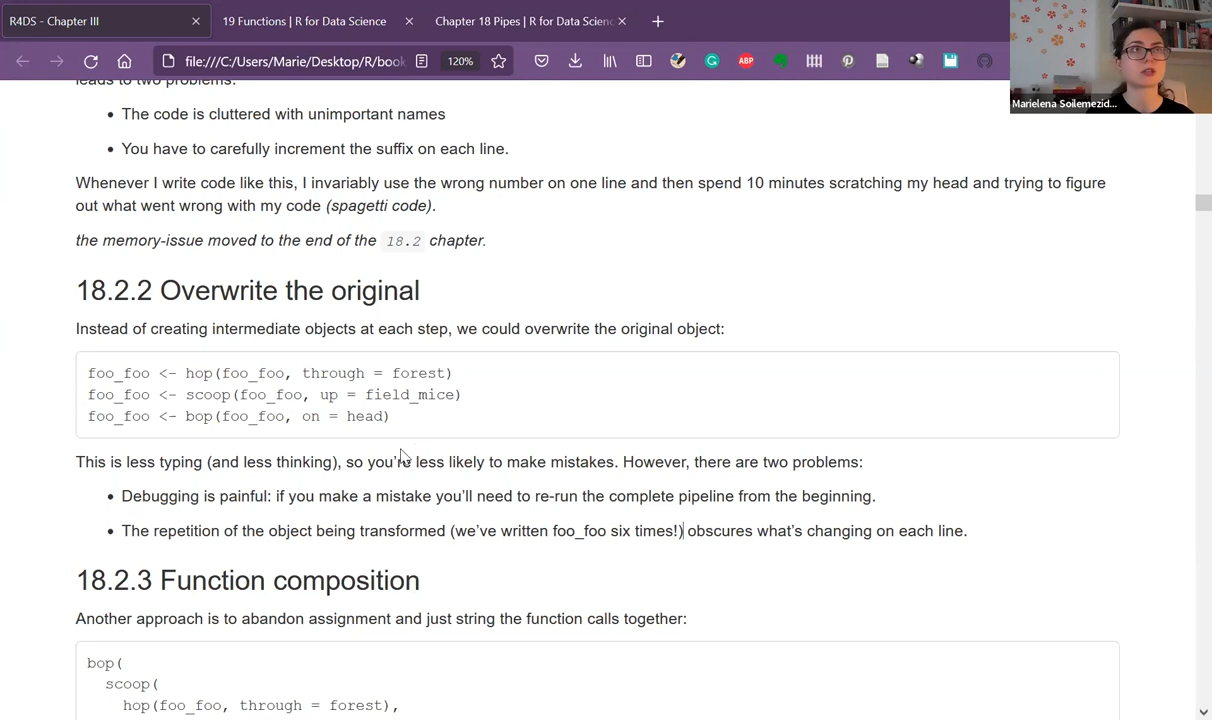 R4DS - Chapter III
19 Functions | R for Data Science
Chapter 18 Pipes | R for Data Scienc
file:///C:/Users/Marie/Desktop/R/book
120%
ABP
Marielena Soilemezid...
leads to two problems:
The code is cluttered with unimportant names
You have to carefully increment the suffix on each line.
Whenever I write code like this, I invariably use the wrong number on one line and then spend 10 minutes scratching my head and trying to figure
out what went wrong with my code (spagetti code).
the memory-issue moved to the end of the 18.2 chapter.
18.2.2 Overwrite the original
Instead of creating intermediate objects at each step, we could overwrite the original object:
foo_foo <- hop(foo_foo, through = forest)
foo_foo <- scoop(foo_foo, up = field_mice)
foo_foo <- bop(foo_foo, on = head)
This is less typing (and less thinking), so you're less likely to make mistakes. However, there are two problems:
Debugging is painful: if you make a mistake you'll need to re-run the complete pipeline from the beginning.
The repetition of the object being transformed (we've written foo_foo six times!) obscures what's changing on each line.
18.2.3 Function composition
Another approach is to abandon assignment and just string the function calls together:
bop(
scoop(
hop(foo_foo, through = forest),